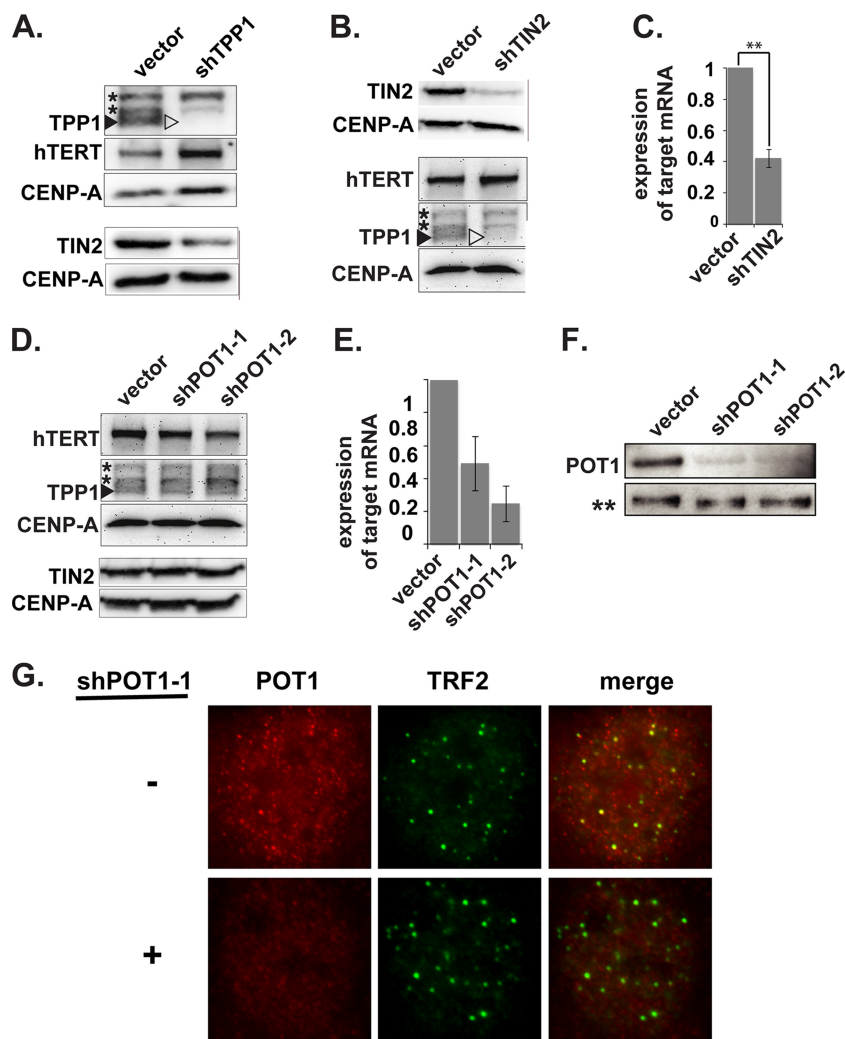 A.
vector
shTPP1
*
*
TPP1
hTERT
CENP-A
TIN2
CENP-A
B.
vector
shTIN2
TIN2
CENP-A
hTERT
*
*
TPP1
CENP-A
C.
**
expression
of target mRNA
1
0.8
0.6
0.4
0.2
0
vector
shTIN2
D.
vector
shPOT1-1
shPOT1-2
hTERT
*
*
TPP1
CENP-A
TIN2
CENP-A
E.
expression
of target mRNA
1
0.8
0.6
0.4
0.2
0
vector
shPOT1-1
shPOT1-2
F.
vector
shPOT1-1
shPOT1-2
POT1
**
G.
shPOT1-1 POT1 TRF2 merge
-
+